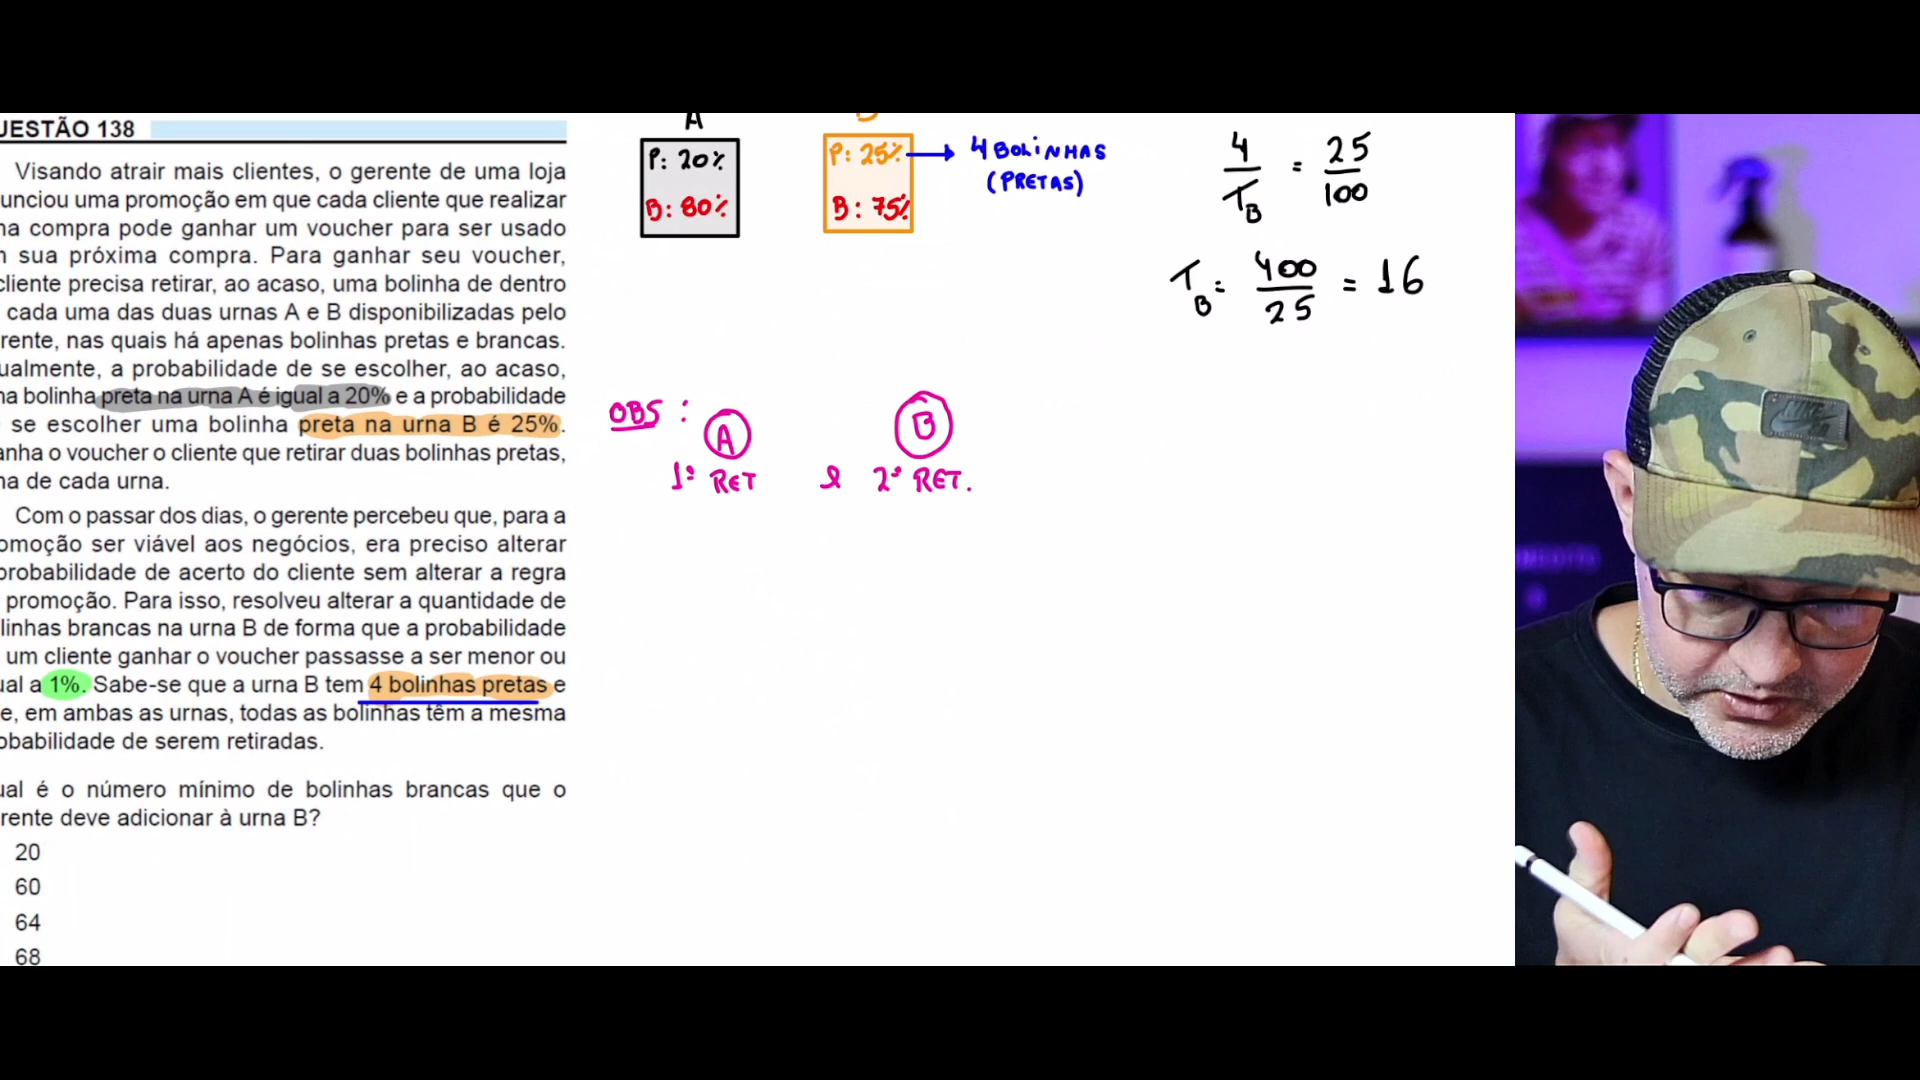 UESTÃO 138
Visando atrair mais clientes, o gerente de uma loja
unciou uma promoção em que cada cliente que realizar
na compra pode ganhar um voucher para ser usado
n sua próxima compra. Para ganhar seu voucher,
cliente precisa retirar, ao acaso, uma bolinha de dentro
cada uma das duas urnas A e B disponibilizadas pelo
rente, nas quais há apenas bolinhas pretas e brancas.
ualmente, a probabilidade de se escolher, ao acaso,
na bolinha preta na urna A é igual a 20% e a probabilidade
se escolher uma bolinha preta na urna B é 25%.
anha o voucher o cliente que retirar duas bolinhas pretas,
na de cada urna.
Com o passar dos dias, o gerente percebeu que, para a
omoção ser viável aos negócios, era preciso alterar
probabilidade de acerto do cliente sem alterar a regra
promoção. Para isso, resolveu alterar a quantidade de
linhas brancas na urna B de forma que a probabilidade
um cliente ganhar o voucher passasse a ser menor ou
ual a 1%. Sabe-se que a urna B tem 4 bolinhas pretas e
e, em ambas as urnas, todas as bolinhas têm a mesma
obabilidade de serem retiradas.
ual é o número mínimo de bolinhas brancas que o
rente deve adicionar à urna B?
20
60
64
68
A
P: 20%
B: 80%
P: 25%
B: 75%
4 BOLINHAS
(PRETAS)
4/T_B = 25/100
T_B = 400/25 = 16
OBS: A B
1º RET e 2º RET.